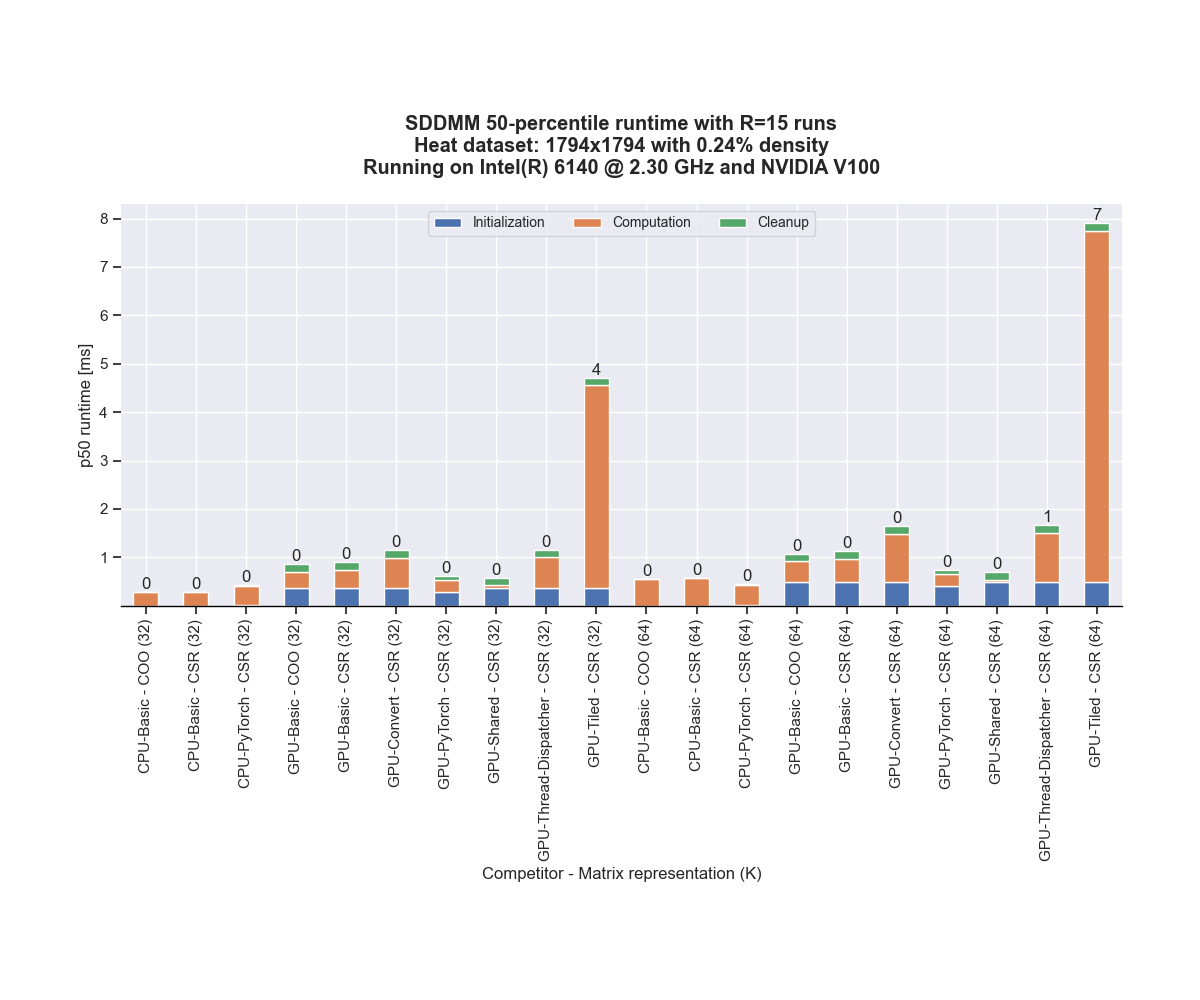 SDDMM 50-percentile runtime with R=15 runs
Heat dataset: 1794x1794 with 0.24% density
Running on Intel(R) 6140 @ 2.30 GHz and NVIDIA V100
Initialization Computation Cleanup
p50 runtime [ms]
8
7
6
5
4
3
2
1
0 0 0 0 0 0 0 0 0 4 0 0 0 0 0 0 0 0 1 7
CPU-Basic - COO (32)
CPU-Basic - CSR (32)
CPU-PyTorch - CSR (32)
GPU-Basic - COO (32)
GPU-Basic - CSR (32)
GPU-Convert - CSR (32)
GPU-PyTorch - CSR (32)
GPU-Shared - CSR (32)
GPU-Thread-Dispatcher - CSR (32)
GPU-Tiled - CSR (32)
CPU-Basic - COO (64)
CPU-Basic - CSR (64)
CPU-PyTorch - CSR (64)
GPU-Basic - COO (64)
GPU-Basic - CSR (64)
GPU-Convert - CSR (64)
GPU-PyTorch - CSR (64)
GPU-Shared - CSR (64)
GPU-Thread-Dispatcher - CSR (64)
GPU-Tiled - CSR (64)
Competitor - Matrix representation (K)